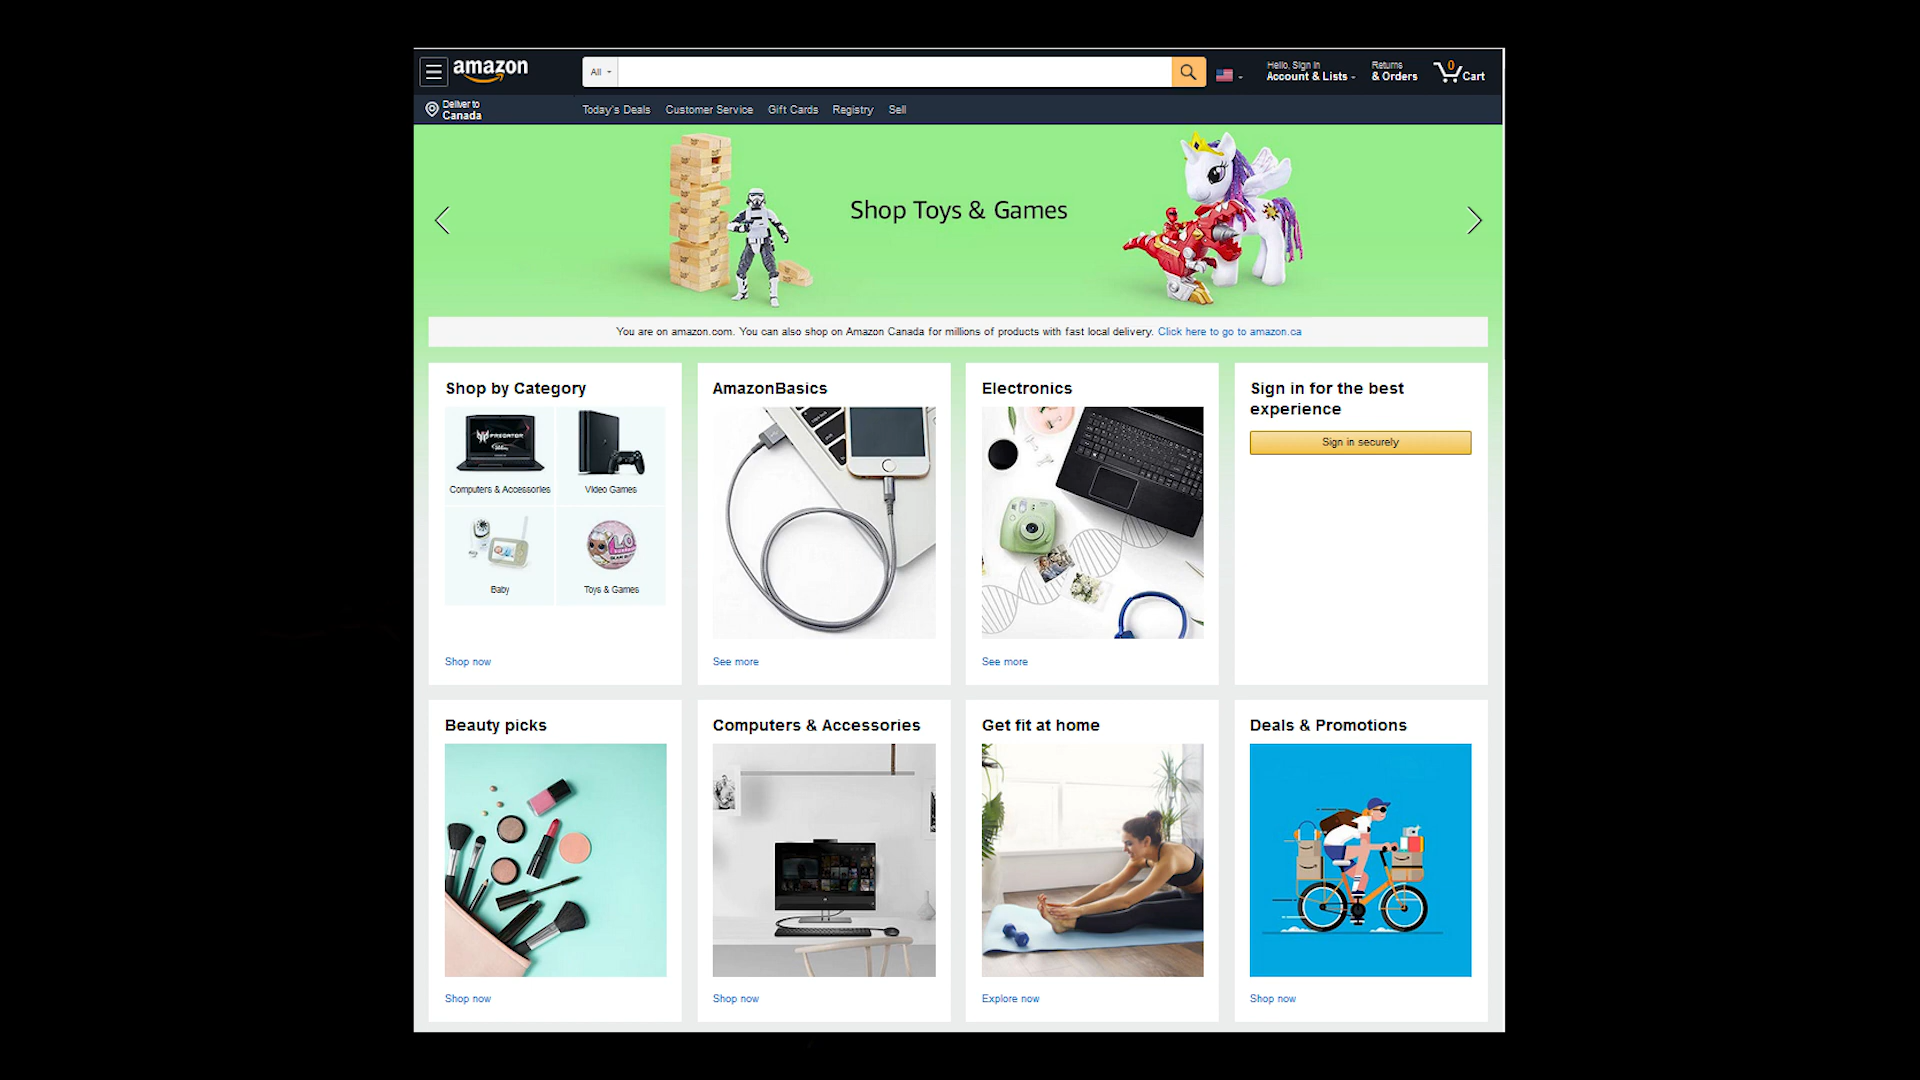 amazon
All
Hello, Sign in
Account & Lists
Returns
& Orders
0
Cart
Deliver to
Canada
Today's Deals
Customer Service
Gift Cards
Registry
Sell
Shop Toys & Games
You are on amazon.com. You can also shop on Amazon Canada for millions of products with fast local delivery. Click here to go to amazon.ca
Shop by Category
PREDATOR
Computers & Accessories
Video Games
Baby
Toys & Games
Shop now
AmazonBasics
See more
Electronics
See more
Sign in for the best
experience
Sign in securely
Beauty picks
Shop now
Computers & Accessories
Shop now
Get fit at home
Explore now
Deals & Promotions
Shop now